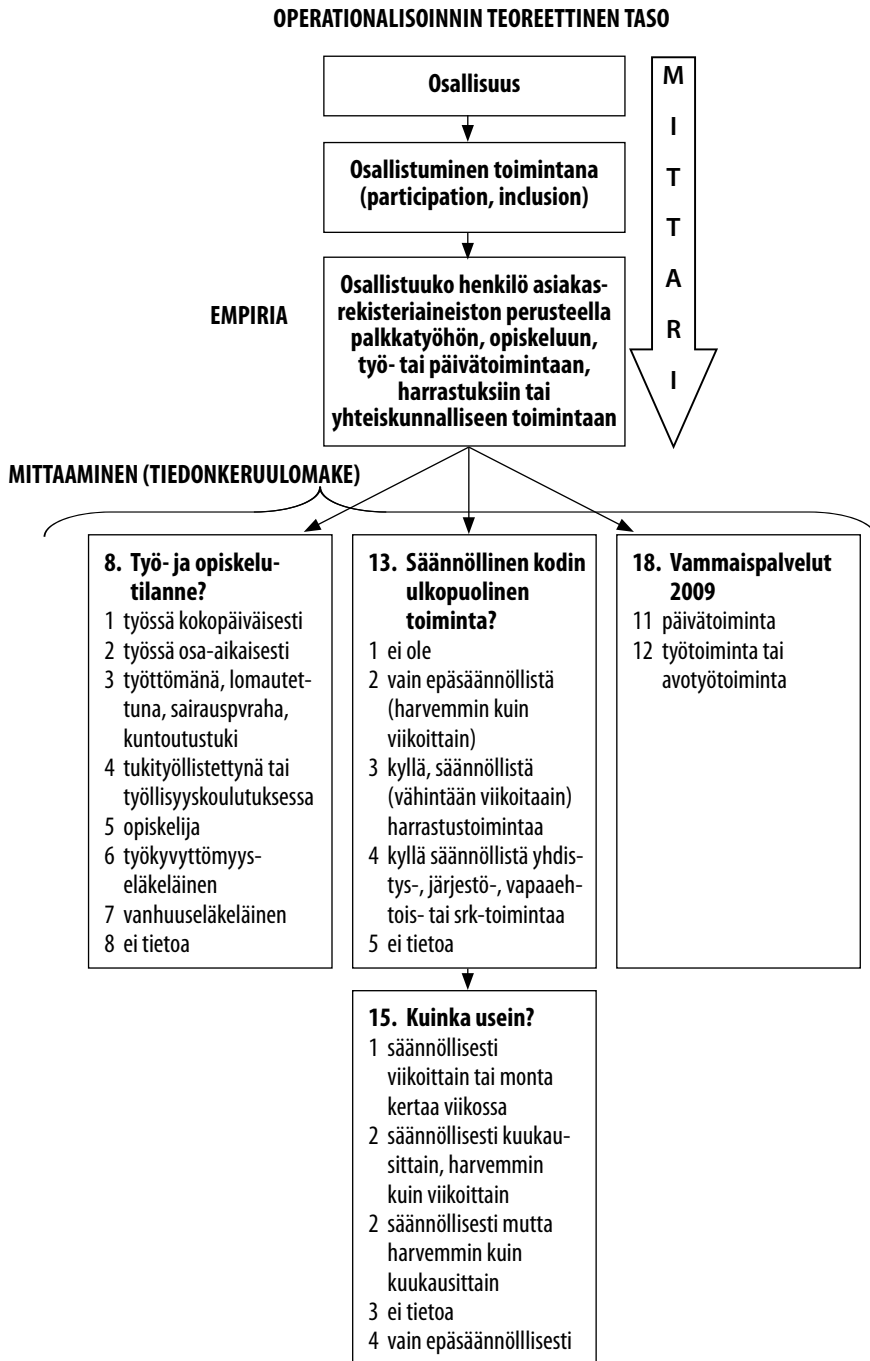 OPERATIONALISOINNIN TEOREETTINEN TASO
Osallisuus
Osallistuminen toimintana
(participation, inclusion)
M
I
T
T
A
R
I
EMPIRIA
Osallistuuko henkilö asiakas-
rekisteriaineiston perusteella
palkkatyöhön, opiskeluun,
työ- tai päivätoimintaan,
harrastuksiin tai
yhteiskunnalliseen toimintaan
MITTAAMINEN (TIEDONKERUULOMAKE)
8. Työ- ja opiskelu-
tilanne?
1 työssä kokopäiväisesti
2 työssä osa-aikaisesti
3 työttömänä, lomautet-
tuna, sairauspvraha,
kuntoutustuki
4 tukityöllistettynä tai
työllisyyskoulutuksessa
5 opiskelija
6 työkyvyttömyys-
eläkeläinen
7 vanhuuseläkeläinen
8 ei tietoa
13. Säännöllinen kodin
ulkopuolinen
toiminta?
1 ei ole
2 vain epäsäännöllistä
(harvemmin kuin
viikoittain)
3 kyllä, säännöllistä
(vähintään viikoitaain)
harrastustoimintaa
4 kyllä säännöllistä yhdis-
tys-, järjestö-, vapaaeh-
tois- tai srk-toimintaa
5 ei tietoa
18. Vammaispalvelut
2009
11 päivätoiminta
12 työtoiminta tai
avotyötoiminta
15. Kuinka usein?
1 säännöllisesti
viikoittain tai monta
kertaa viikossa
2 säännöllisesti kuukau-
sittain, harvemmin
kuin viikoittain
2 säännöllisesti mutta
harvemmin kuin
kuukausittain
3 ei tietoa
4 vain epäsäännölllisesti